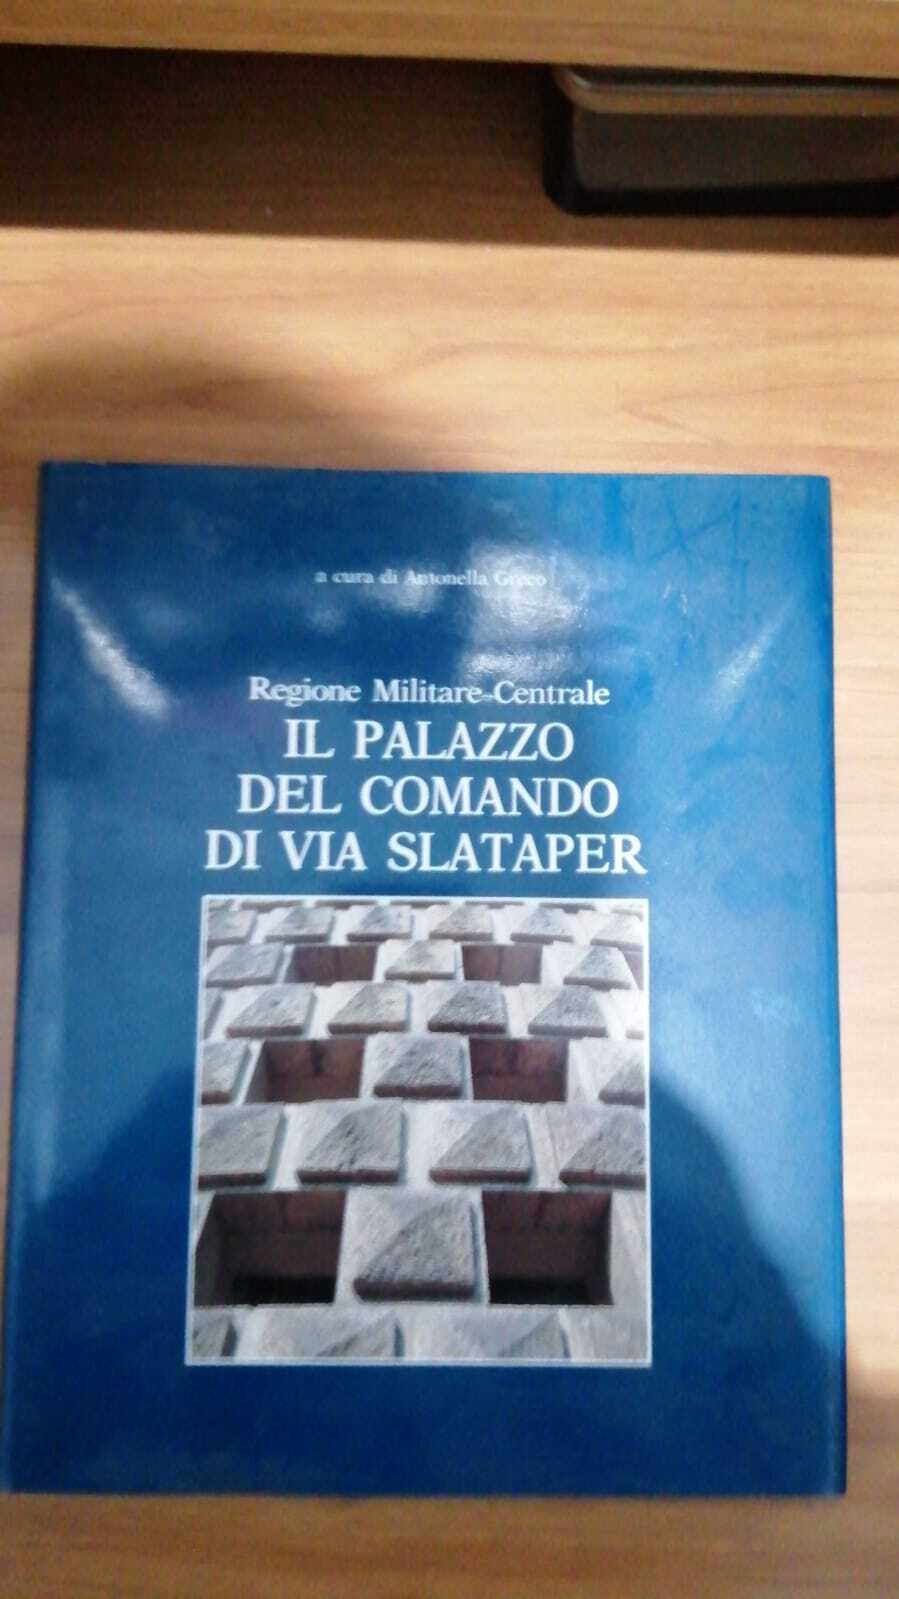 a cura di Antonella Greco
Regione Militare Centrale
IL PALAZZO
DEL COMANDO
DI VIA SLATAPER